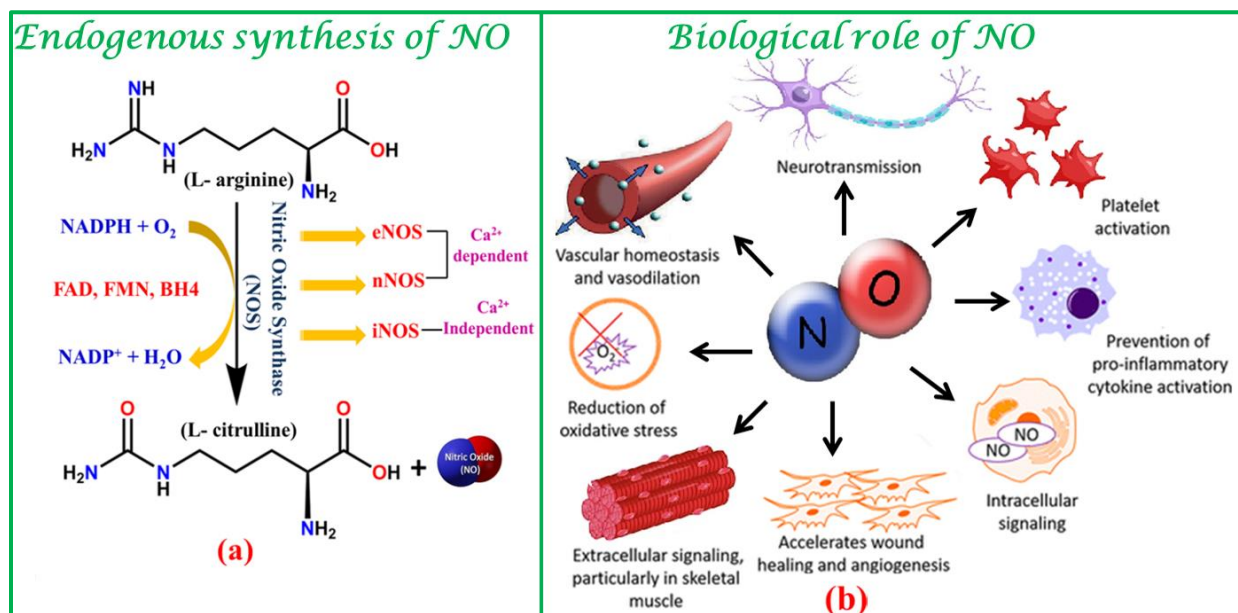 Endogenous synthesis of NO
NH
O
H₂N
N
H
OH
NH₂
(L- arginine)
NADPH + O₂
FAD, FMN, BH4
NADP⁺ + H₂O
Nitric Oxide Synthase
(NOS)
eNOS
nNOS
iNOS
Ca²⁺
dependent
Ca²⁺
Independent
(L- citrulline)
O
O
H₂N
N
H
OH
NH₂
+
Nitric Oxide
(NO)
(a)
Biological role of NO
Neurotransmission
Platelet
activation
Vascular homeostasis
and vasodilation
N
O
Prevention of
pro-inflammatory
cytokine activation
O₂
Reduction of
oxidative stress
NO
NO
Intracellular
signaling
Extracellular signaling,
particularly in skeletal
muscle
Accelerates wound
healing and angiogenesis
(b)